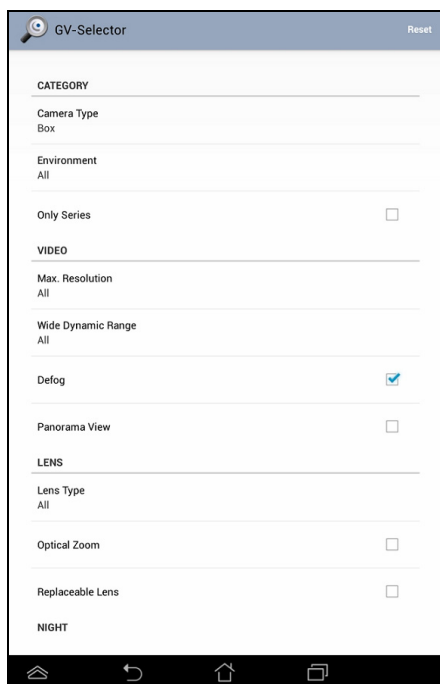 GV-Selector
Reset
CATEGORY
Camera Type
Box
Environment
All
Only Series
VIDEO
Max. Resolution
All
Wide Dynamic Range
All
Defog
Panorama View
LENS
Lens Type
All
Optical Zoom
Replaceable Lens
NIGHT